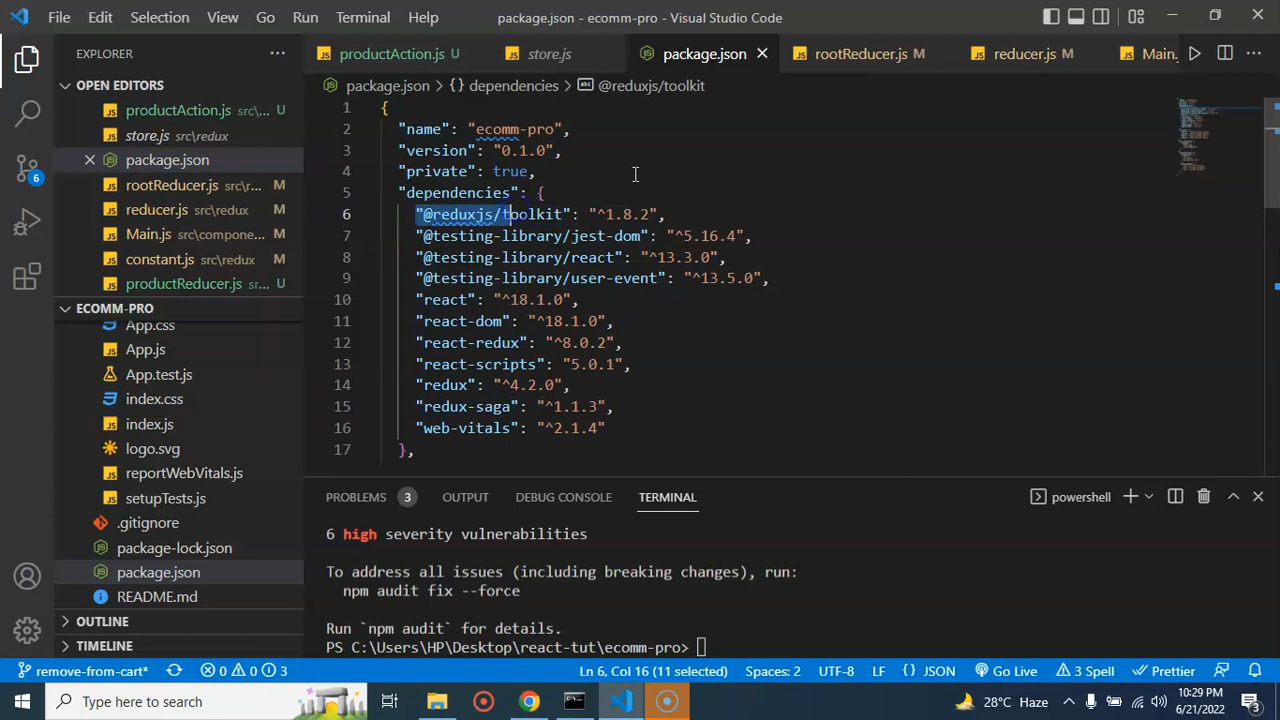 File Edit Selection View Go Run Terminal Help package.json - ecomm-pro - Visual Studio Code
EXPLORER
OPEN EDITORS
productAction.js src\... U
store.js src\redux
package.json
rootReducer.js src\r... M
reducer.js src\redux M
Main.js src\compon... M
constant.js src\redux M
productReducer.js src\... U
ECOMM-PRO
App.css
App.js
App.test.js
index.css
index.js
logo.svg
reportWebVitals.js
setupTests.js
.gitignore
package-lock.json
package.json
README.md
OUTLINE
TIMELINE
6
productAction.js U store.js package.json rootReducer.js M reducer.js M Main.
package.json > {} dependencies > @reduxjs/toolkit
1 {
2 "name": "ecomm-pro",
3 "version": "0.1.0",
4 "private": true,
5 "dependencies": {
6 "@reduxjs/toolkit": "^1.8.2",
7 "@testing-library/jest-dom": "^5.16.4",
8 "@testing-library/react": "^13.3.0",
9 "@testing-library/user-event": "^13.5.0",
10 "react": "^18.1.0",
11 "react-dom": "^18.1.0",
12 "react-redux": "^8.0.2",
13 "react-scripts": "5.0.1",
14 "redux": "^4.2.0",
15 "redux-saga": "^1.1.3",
16 "web-vitals": "^2.1.4"
17 },
PROBLEMS 3 OUTPUT DEBUG CONSOLE TERMINAL powershell
6 high severity vulnerabilities
To address all issues (including breaking changes), run:
npm audit fix --force
Run `npm audit` for details.
PS C:\Users\HP\Desktop\react-tut\ecomm-pro>
remove-from-cart* 0 0 3 Ln 6, Col 16 (11 selected) Spaces: 2 UTF-8 LF {} JSON Go Live 3 Spell Prettier
Type here to search 28°C Haze 10:29 PM
6/21/2022
3